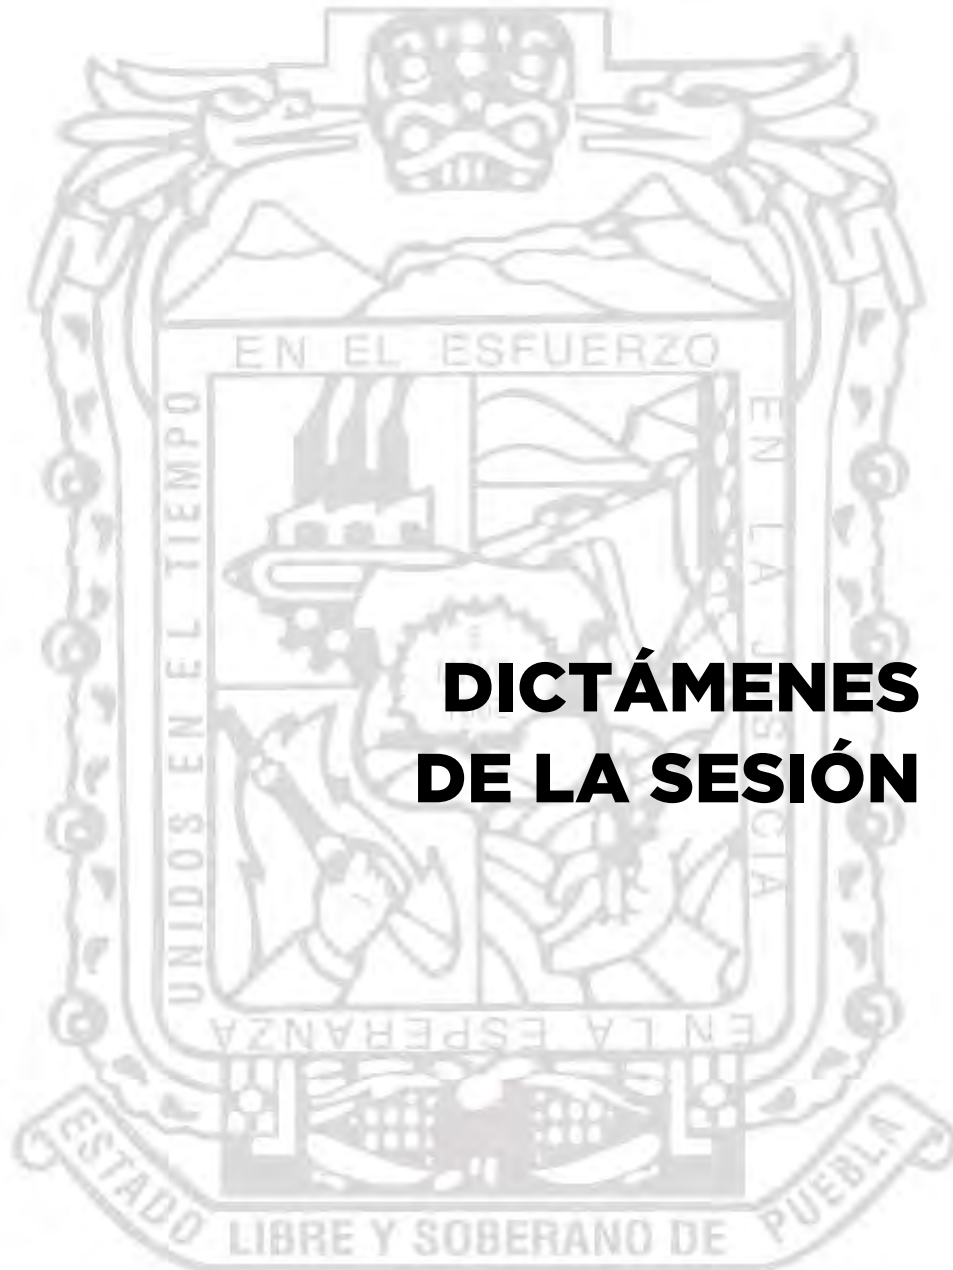 EN EL ESFUERZO
EN LA JUSTICIA
EN LA ESPERANZA
UNIDOS EN EL TIEMPO
DICTÁMENES
DE LA SESIÓN
ESTADO LIBRE Y SOBERANO DE PUEBLA